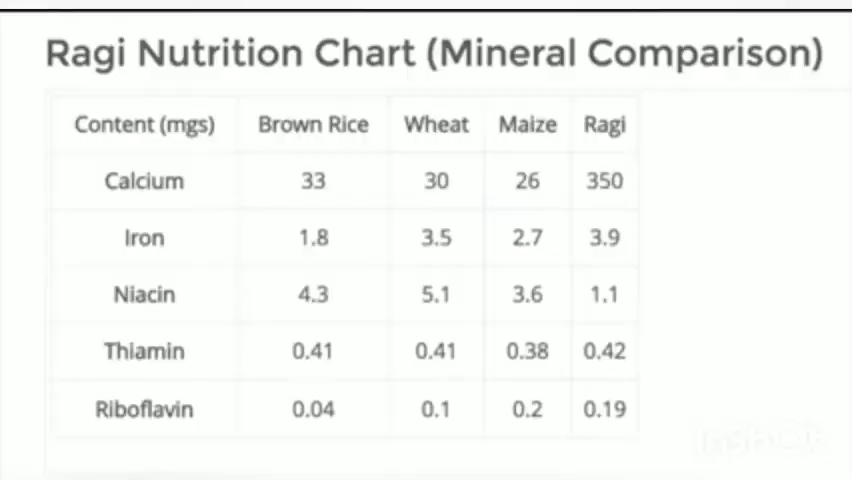 Ragi Nutrition Chart (Mineral Comparison)
Content (mgs) Brown Rice Wheat Maize Ragi
Calcium 33 30 26 350
Iron 1.8 3.5 2.7 3.9
Niacin 4.3 5.1 3.6 1.1
Thiamin 0.41 0.41 0.38 0.42
Riboflavin 0.04 0.1 0.2 0.19